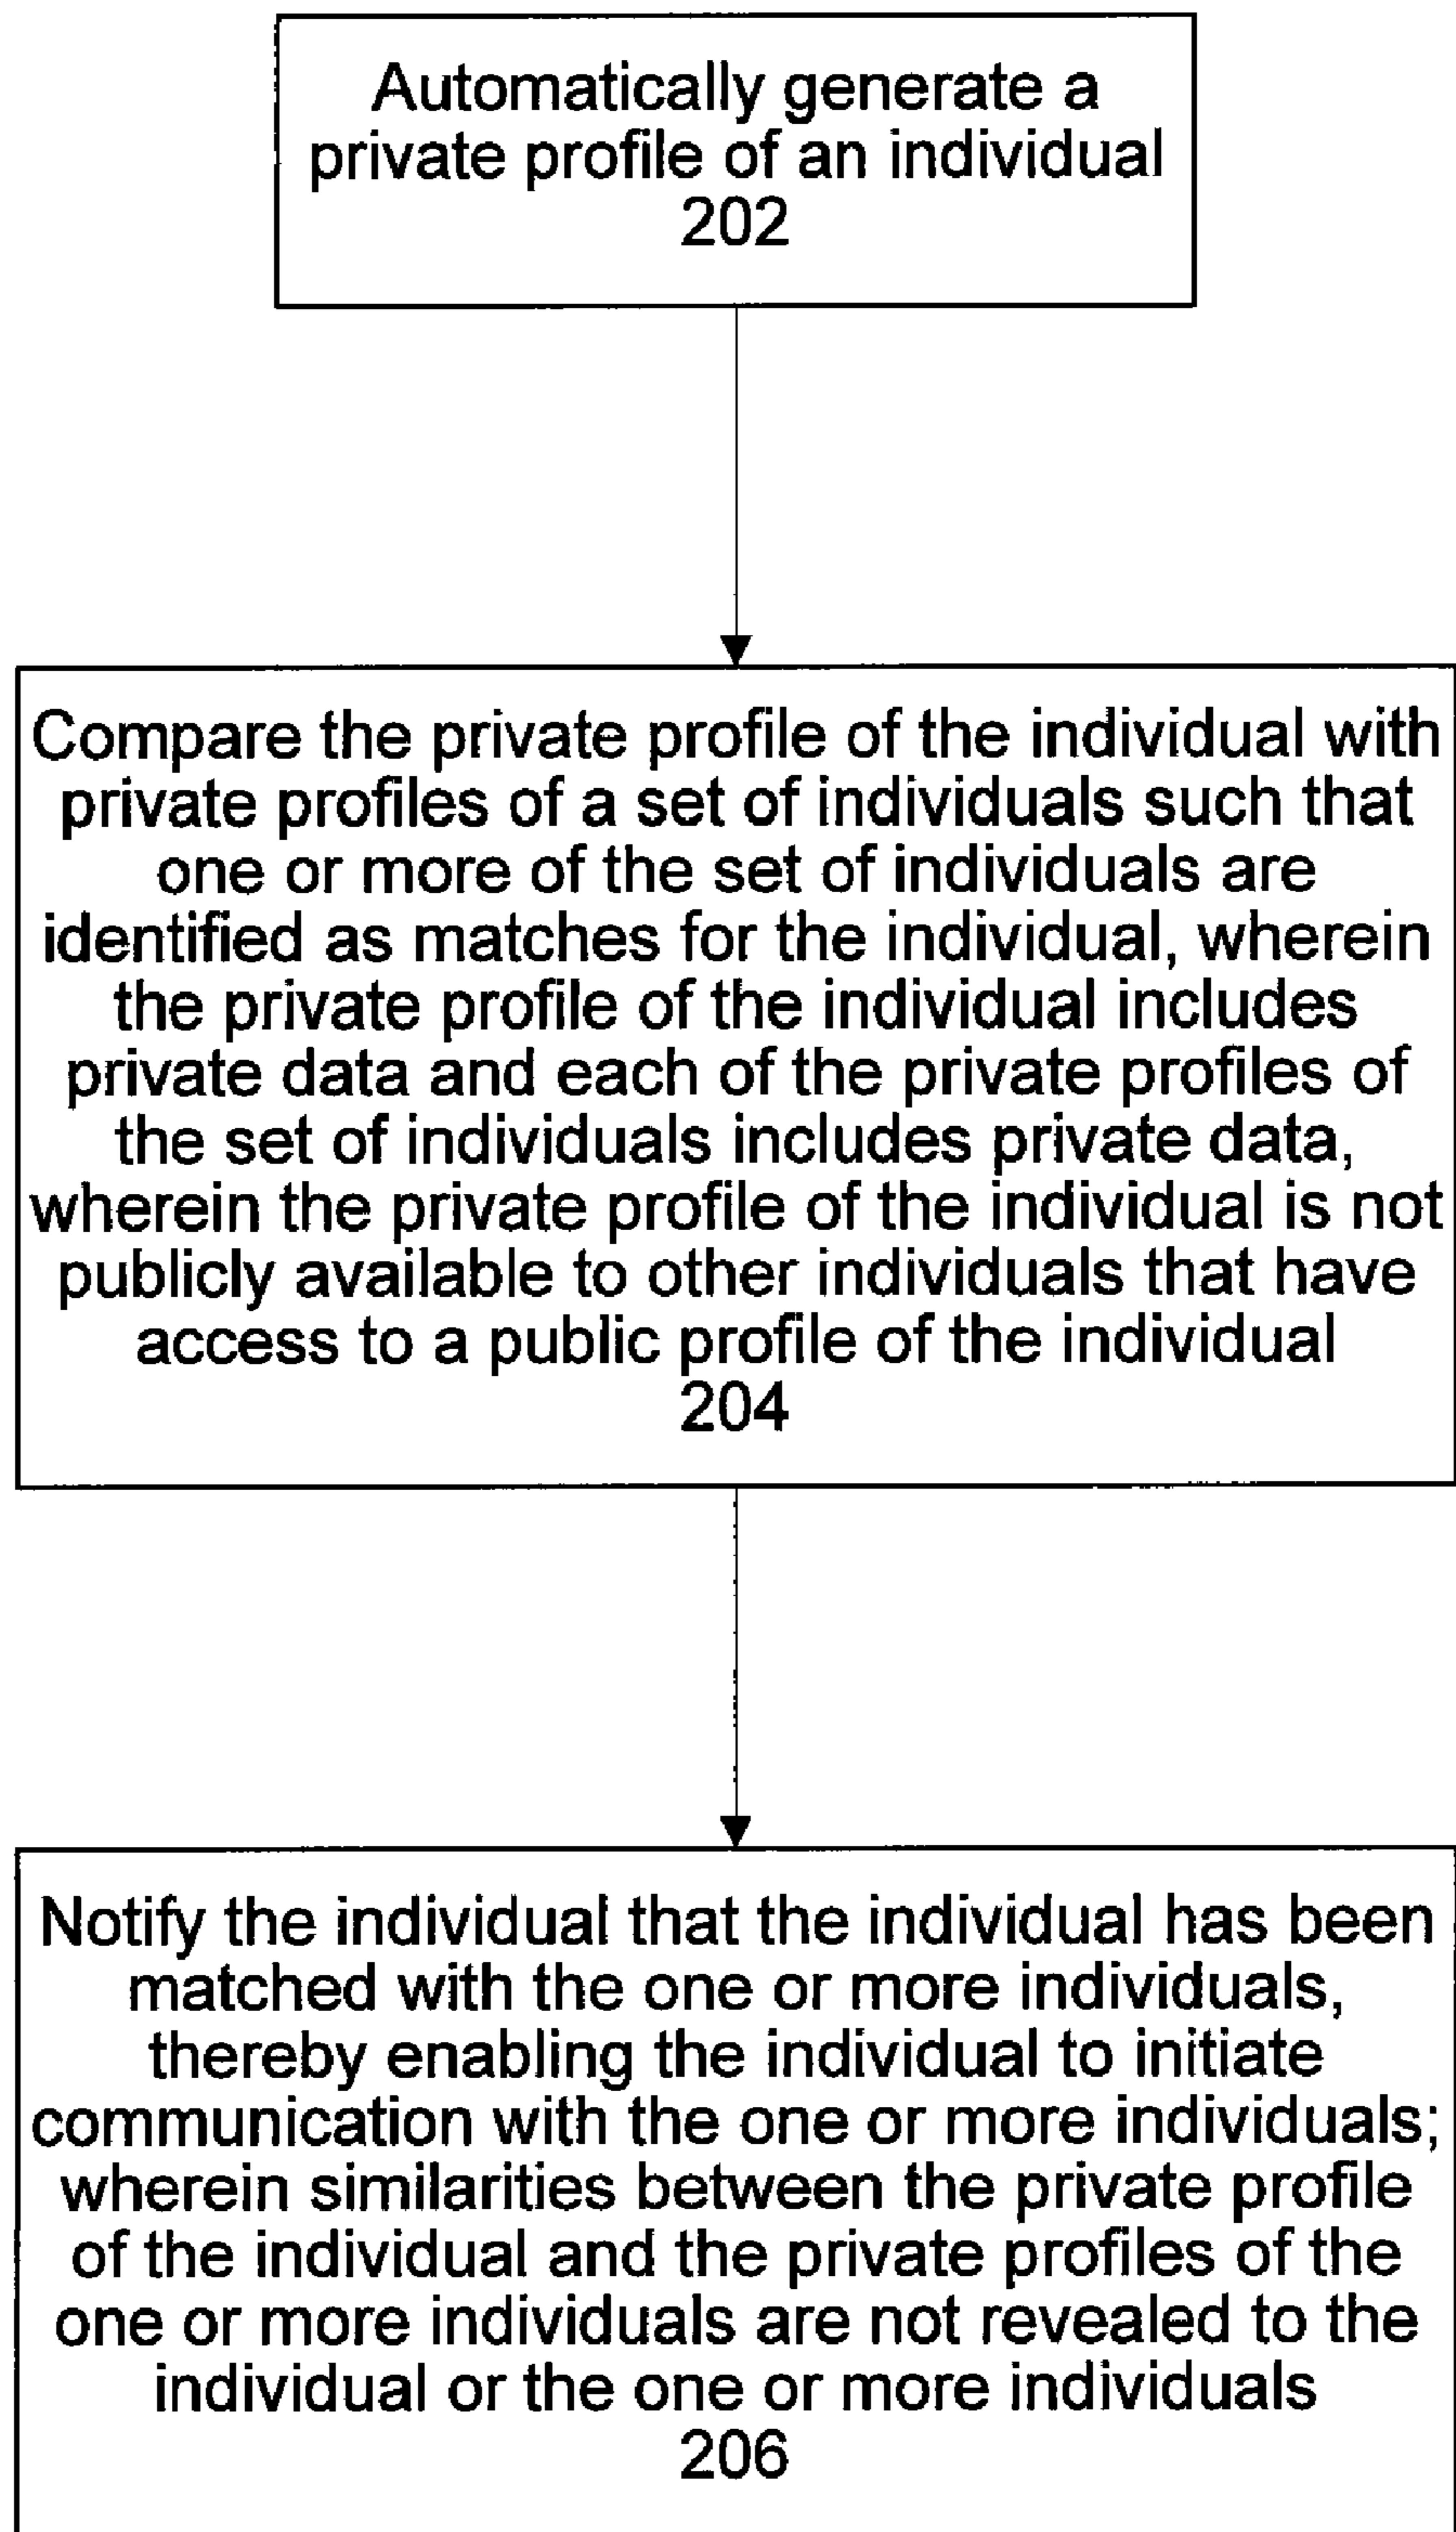 Automatically generate a
private profile of an individual
202
Compare the private profile of the individual with
private profiles of a set of individuals such that
one or more of the set of individuals are
identified as matches for the individual, wherein
the private profile of the individual includes
private data and each of the private profiles of
the set of individuals includes private data,
wherein the private profile of the individual is not
publicly available to other individuals that have
access to a public profile of the individual
204
Notify the individual that the individual has been
matched with the one or more individuals,
thereby enabling the individual to initiate
communication with the one or more individuals;
wherein similarities between the private profile
of the individual and the private profiles of the
one or more individuals are not revealed to the
individual or the one or more individuals
206